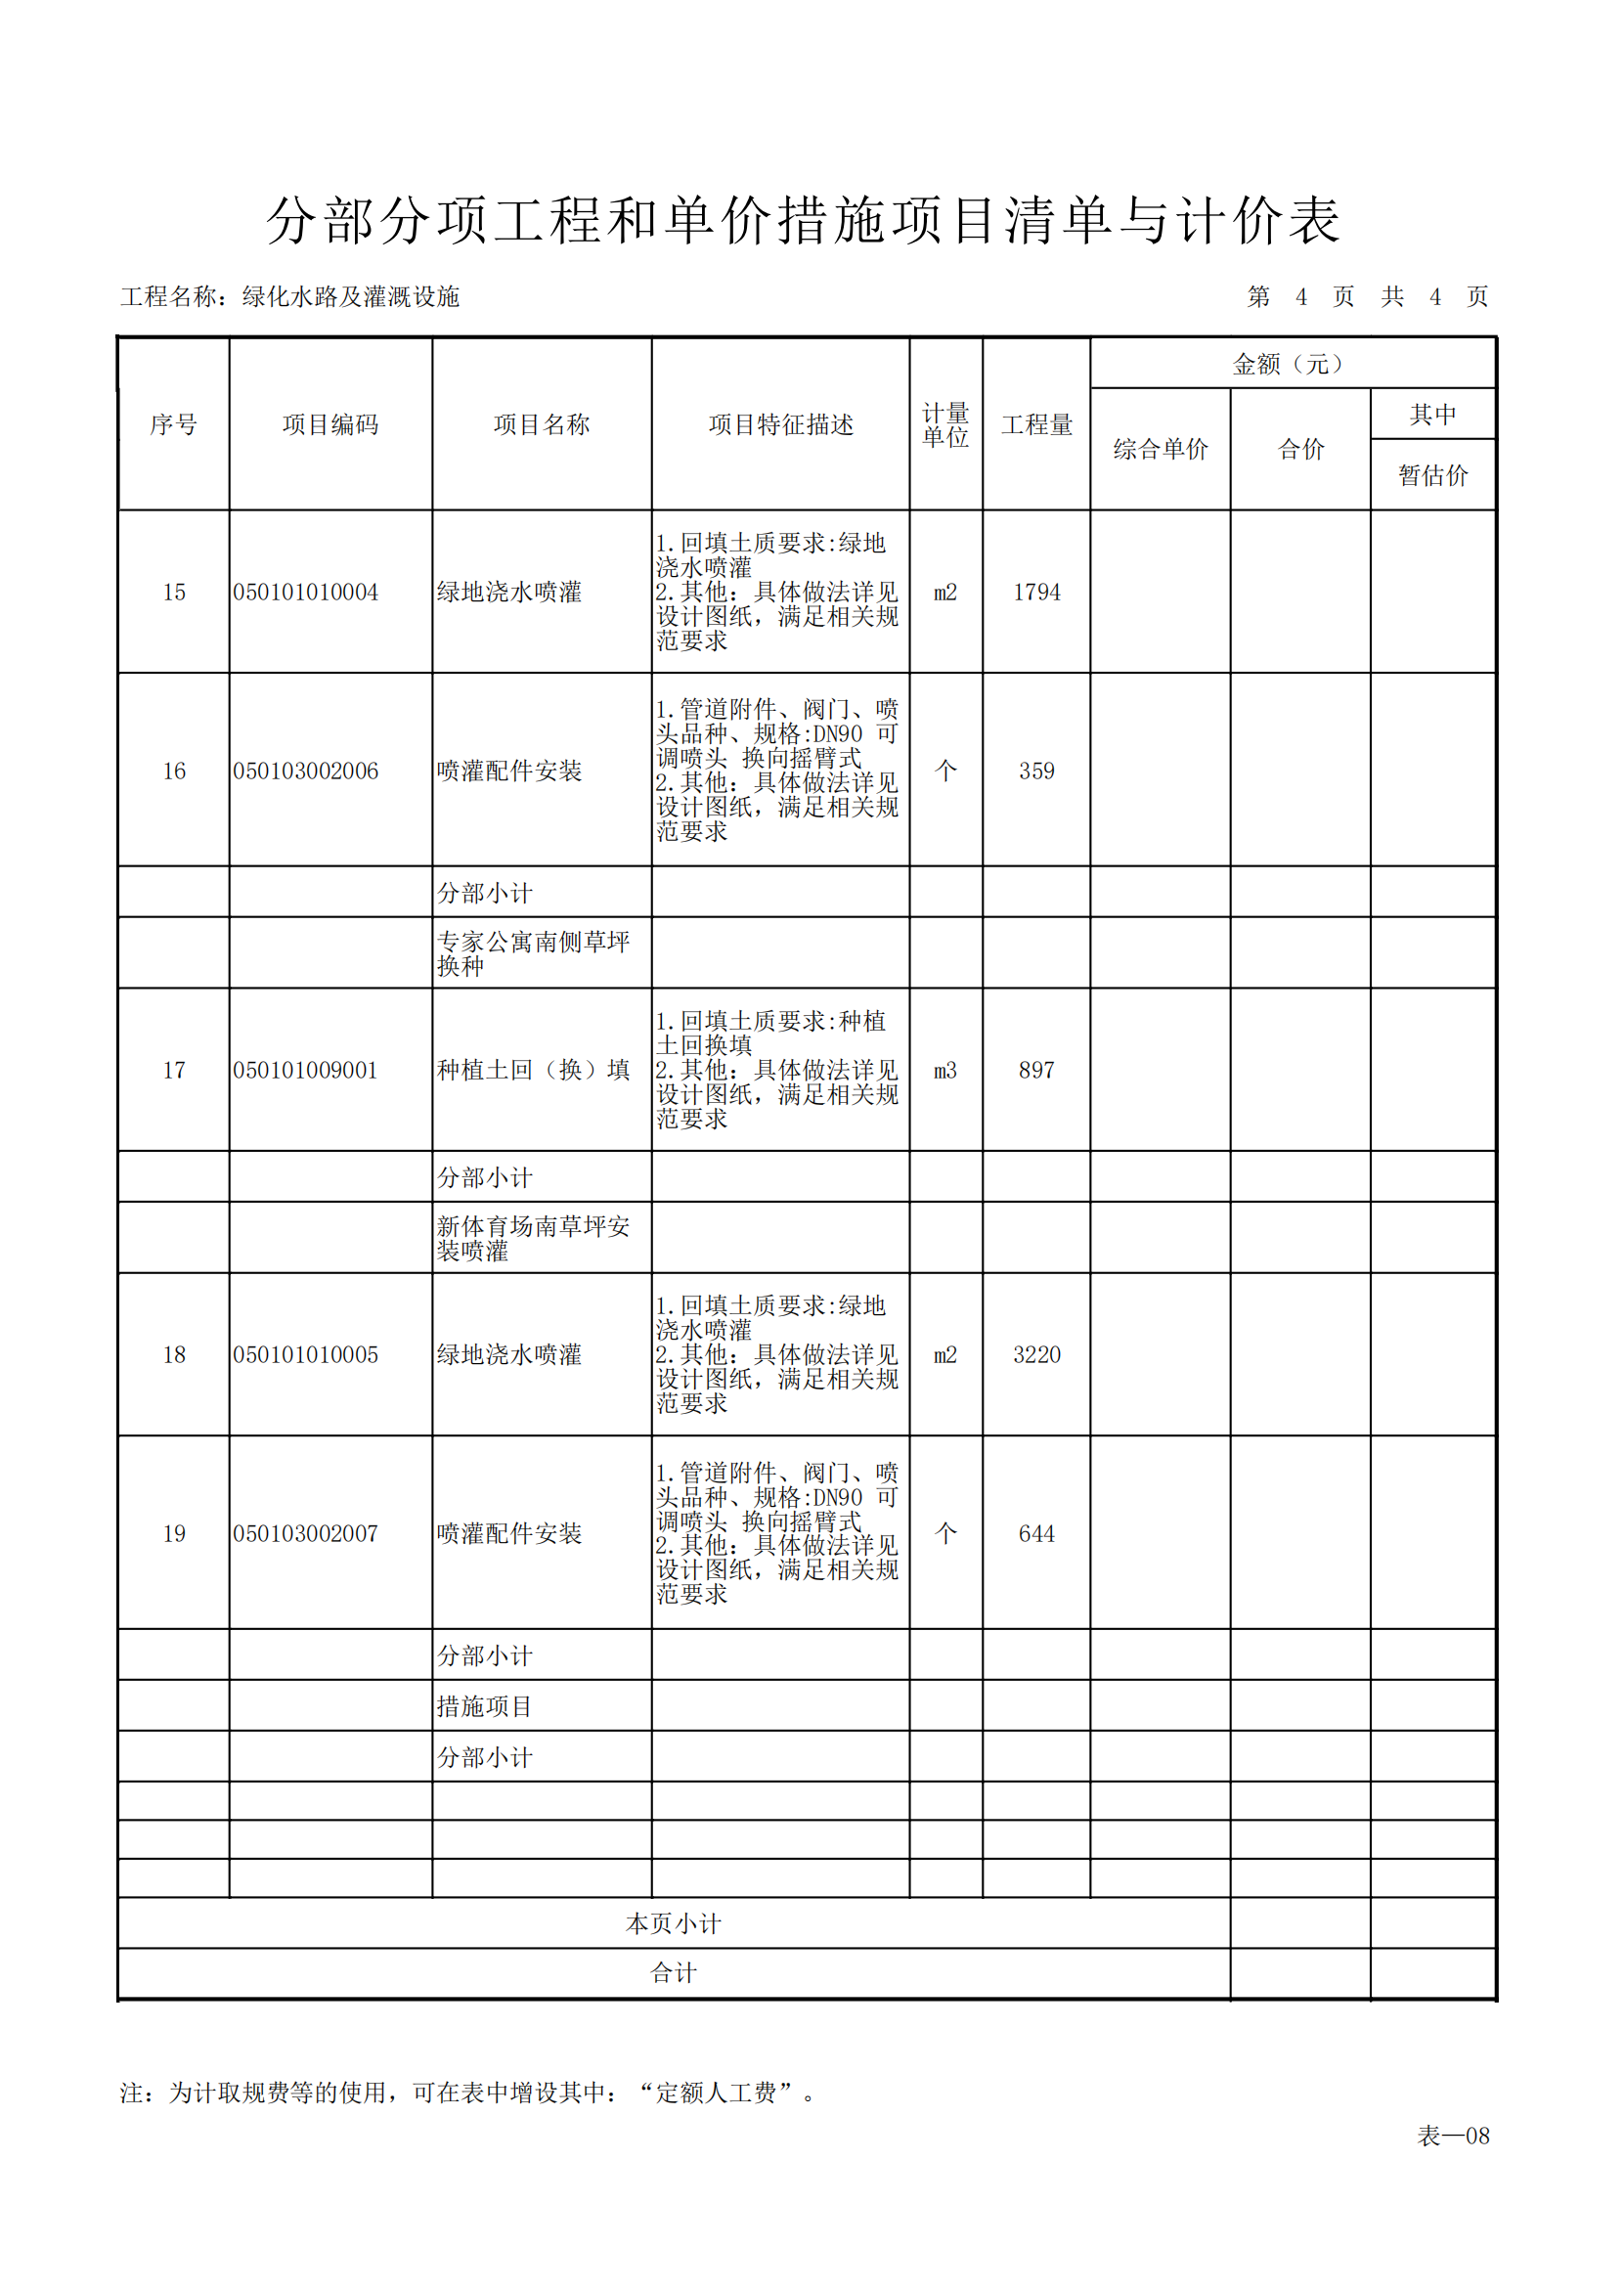 分部分项工程和单价措施项目清单与计价表
工程名称：绿化水路及灌溉设施
第 4 页 共 4 页
序号
项目编码
项目名称
项目特征描述
计量
单位
工程量
金额（元）
综合单价
合价
其中
暂估价
15
050101010004
绿地浇水喷灌
1.回填土质要求:绿地
浇水喷灌
2.其他：具体做法详见
设计图纸，满足相关规
范要求
m2
1794
16
050103002006
喷灌配件安装
1.管道附件、阀门、喷
头品种、规格:DN90 可
调喷头 换向摇臂式
2.其他：具体做法详见
设计图纸，满足相关规
范要求
个
359
分部小计
专家公寓南侧草坪
换种
17
050101009001
种植土回（换）填
1.回填土质要求:种植
土回换填
2.其他：具体做法详见
设计图纸，满足相关规
范要求
m3
897
分部小计
新体育场南草坪安
装喷灌
18
050101010005
绿地浇水喷灌
1.回填土质要求:绿地
浇水喷灌
2.其他：具体做法详见
设计图纸，满足相关规
范要求
m2
3220
19
050103002007
喷灌配件安装
1.管道附件、阀门、喷
头品种、规格:DN90 可
调喷头 换向摇臂式
2.其他：具体做法详见
设计图纸，满足相关规
范要求
个
644
分部小计
措施项目
分部小计
本页小计
合计
注：为计取规费等的使用，可在表中增设其中：“定额人工费”。
表—08